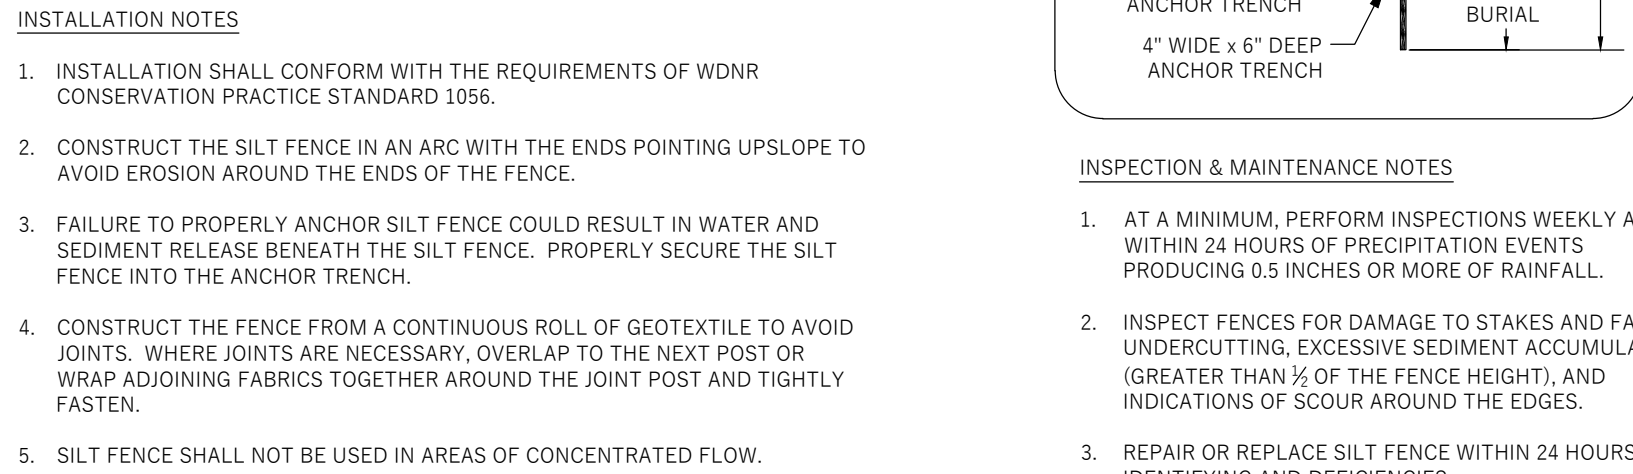 INSTALLATION NOTES
1. INSTALLATION SHALL CONFORM WITH THE REQUIREMENTS OF WDNR
CONSERVATION PRACTICE STANDARD 1056.
2. CONSTRUCT THE SILT FENCE IN AN ARC WITH THE ENDS POINTING UPSLOPE TO
AVOID EROSION AROUND THE ENDS OF THE FENCE.
3. FAILURE TO PROPERLY ANCHOR SILT FENCE COULD RESULT IN WATER AND
SEDIMENT RELEASE BENEATH THE SILT FENCE. PROPERLY SECURE THE SILT
FENCE INTO THE ANCHOR TRENCH.
4. CONSTRUCT THE FENCE FROM A CONTINUOUS ROLL OF GEOTEXTILE TO AVOID
JOINTS. WHERE JOINTS ARE NECESSARY, OVERLAP TO THE NEXT POST OR
WRAP ADJOINING FABRICS TOGETHER AROUND THE JOINT POST AND TIGHTLY
FASTEN.
5. SILT FENCE SHALL NOT BE USED IN AREAS OF CONCENTRATED FLOW.
ANCHOR TRENCH
4" WIDE x 6" DEEP
ANCHOR TRENCH
BURIAL
INSPECTION & MAINTENANCE NOTES
1. AT A MINIMUM, PERFORM INSPECTIONS WEEKLY A
WITHIN 24 HOURS OF PRECIPITATION EVENTS
PRODUCING 0.5 INCHES OR MORE OF RAINFALL.
2. INSPECT FENCES FOR DAMAGE TO STAKES AND FA
UNDERCUTTING, EXCESSIVE SEDIMENT ACCUMULA
(GREATER THAN ½ OF THE FENCE HEIGHT), AND
INDICATIONS OF SCOUR AROUND THE EDGES.
3. REPAIR OR REPLACE SILT FENCE WITHIN 24 HOURS
IDENTIFYING AND DEFICIENCIES